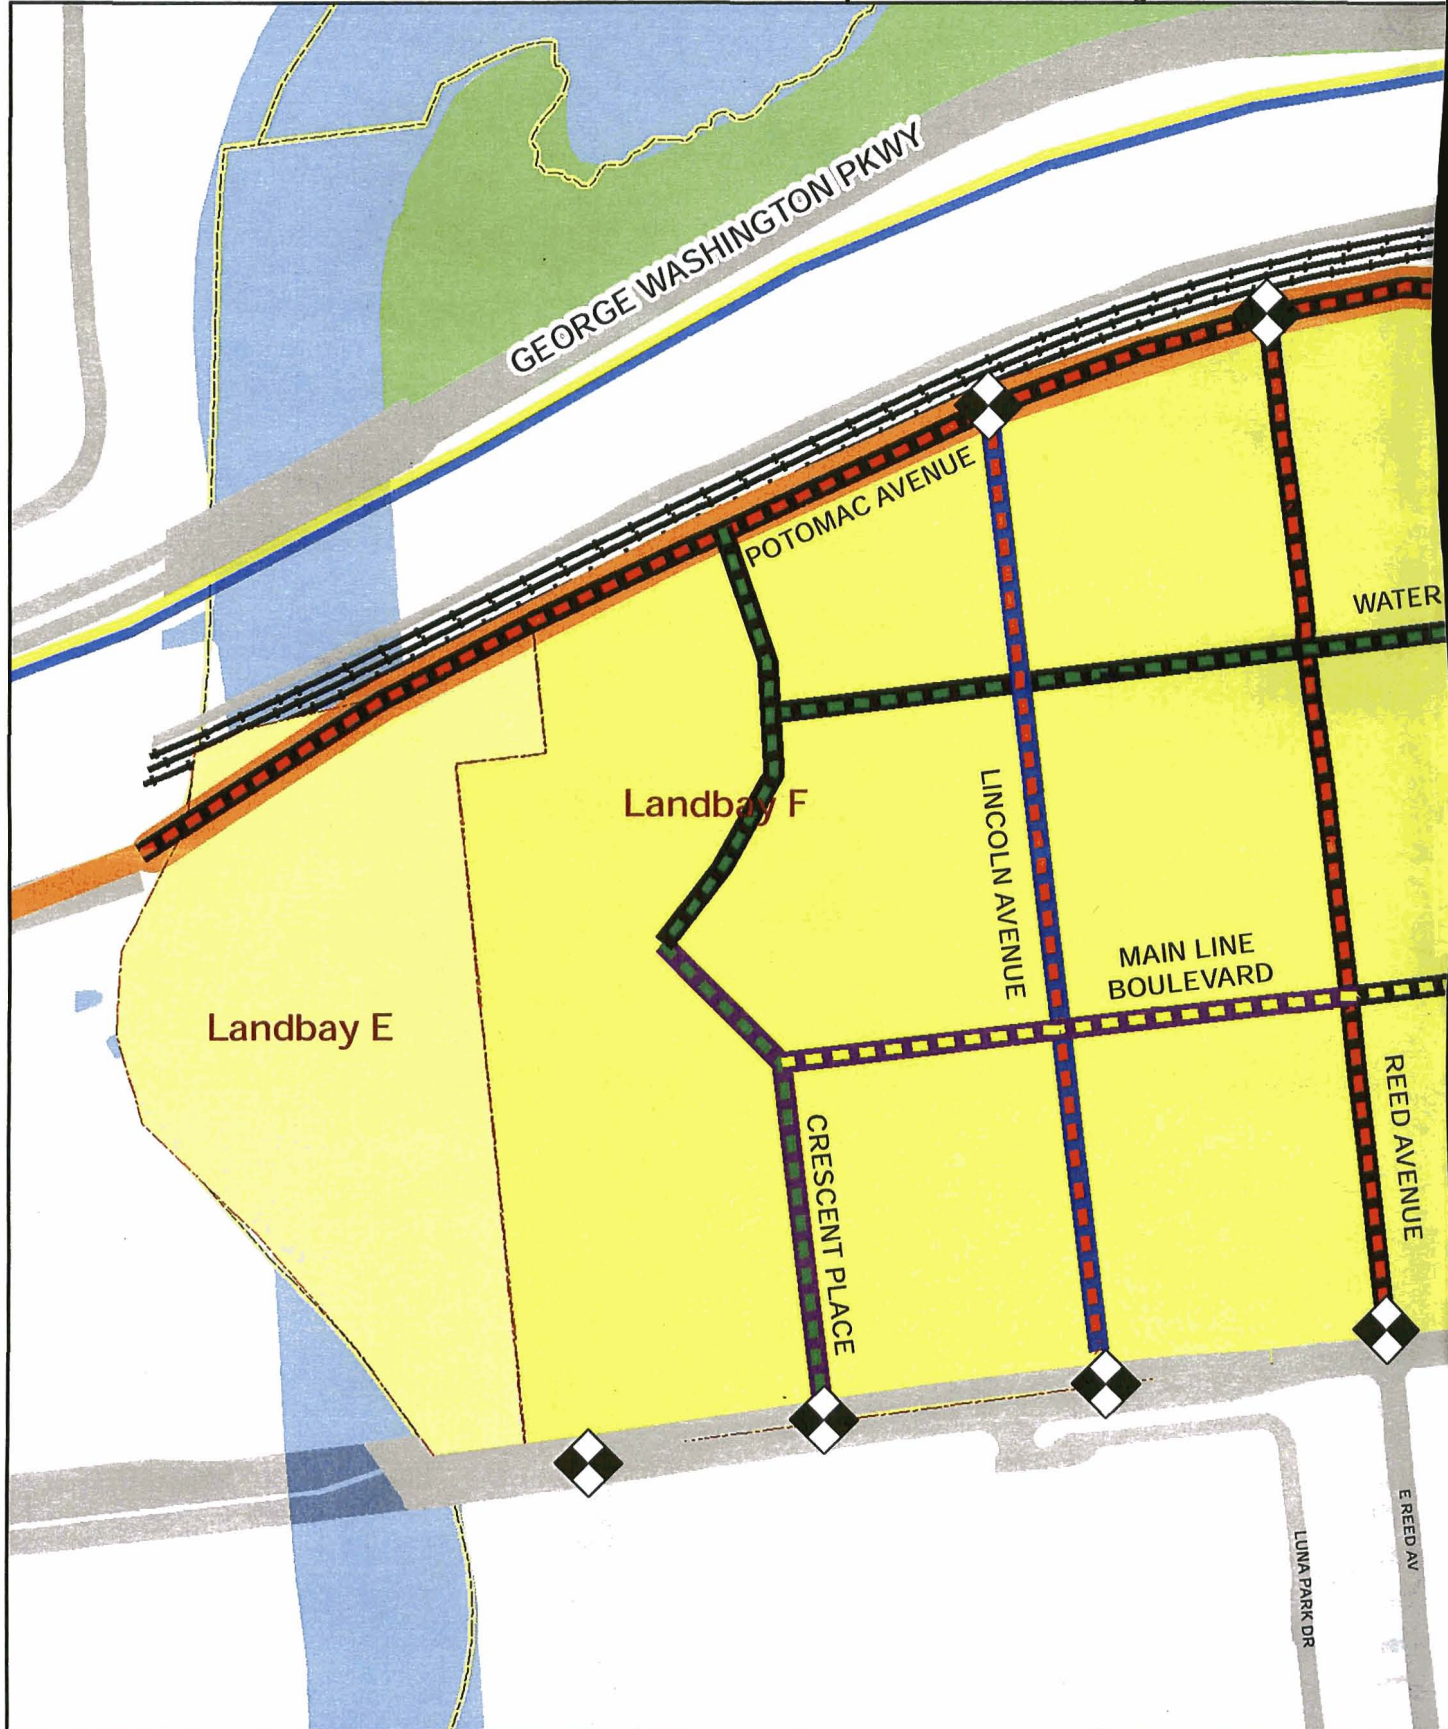 GEORGE WASHINGTON PKWY
POTOMAC AVENUE
WATER
Landbay F
LINCOLN AVENUE
MAIN LINE
BOULEVARD
Landbay E
REED AVENUE
CRESCENT PLACE
E REED AV
LUNA PARK DR